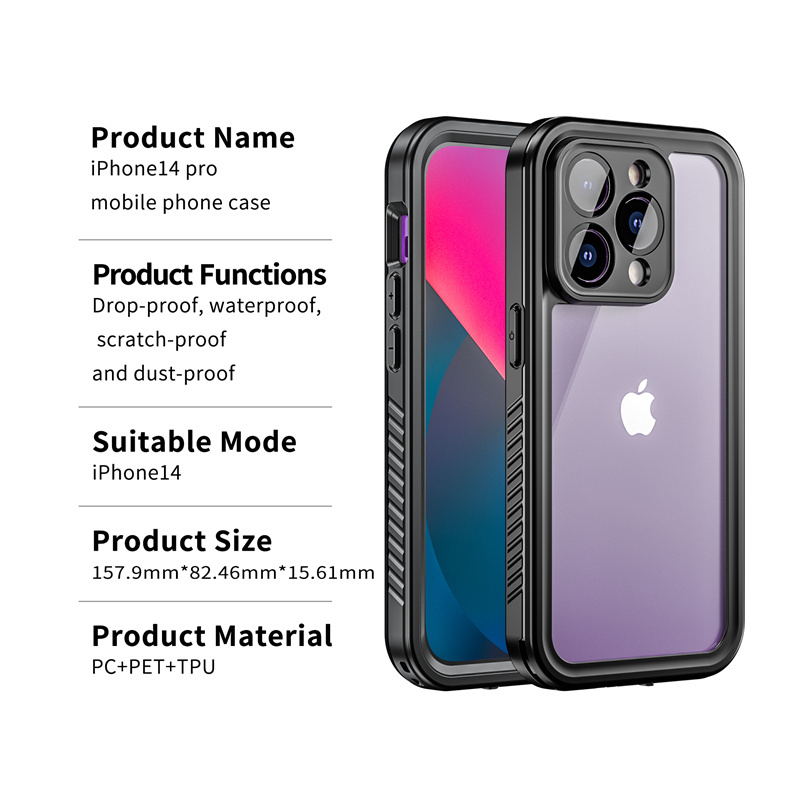 Product Name
iPhone14 pro
mobile phone case
Product Functions
Drop-proof, waterproof,
scratch-proof
and dust-proof
Suitable Mode
iPhone14
Product Size
157.9mm*82.46mm*15.61mm
Product Material
PC+PET+TPU